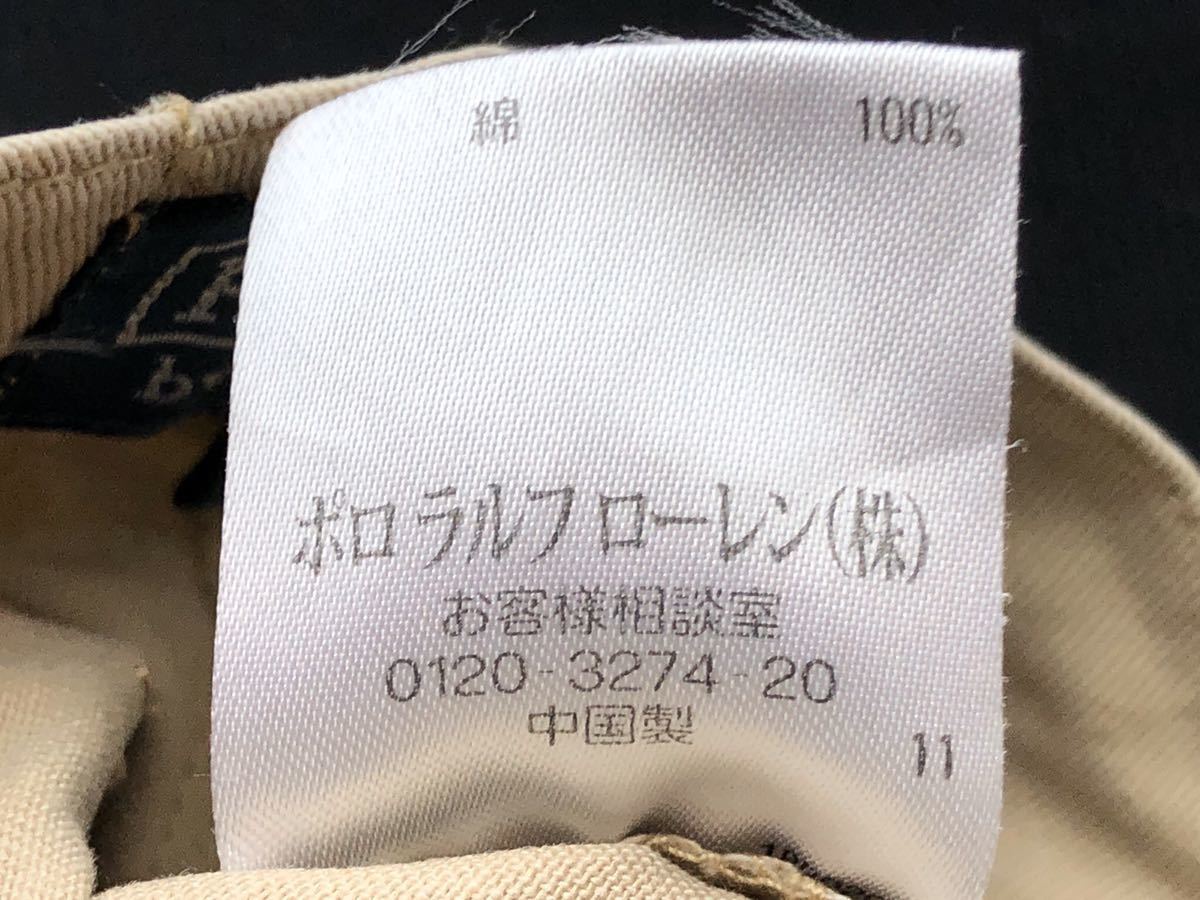 綿 100%
ポロ ラルフ ローレン(株)
お客様相談室
0120-3274-20
中国製
11